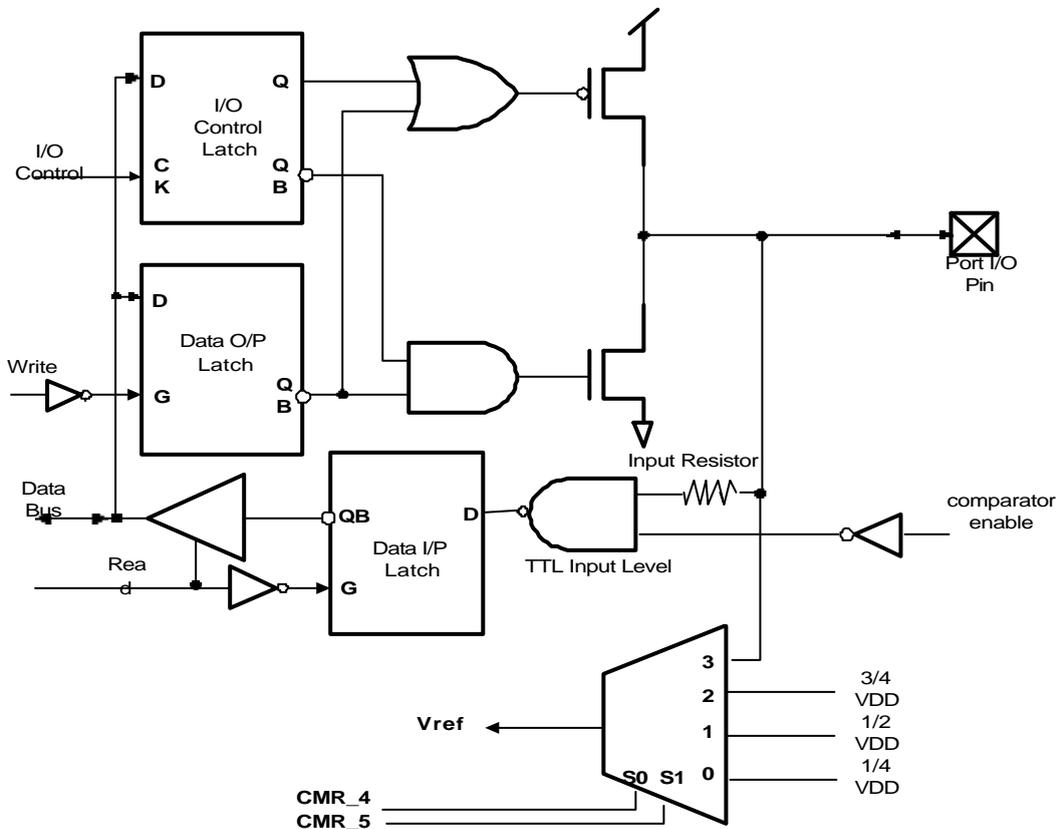 D
Q
I/O
Control
Latch
I/O
Control
C
K
Q
B
Port I/O
Pin
D
Data O/P
Latch
Write
G
Q
B
Input Resistor
Data
Bus
QB
D
comparator
enable
Data I/P
Latch
TTL Input Level
Rea
d
G
3
2
1
0
3/4
VDD
1/2
VDD
1/4
VDD
Vref
S0 S1
CMR_4
CMR_5